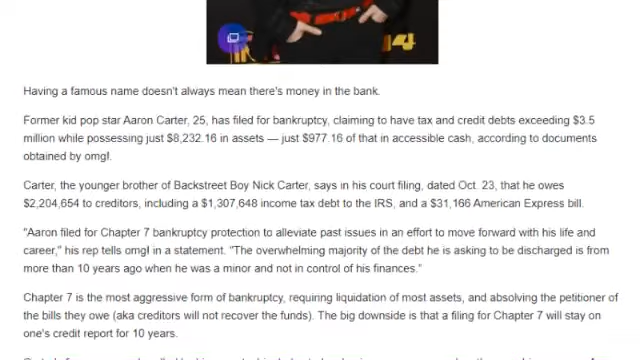 14
Having a famous name doesn't always mean there's money in the bank.
Former kid pop star Aaron Carter, 25, has filed for bankruptcy, claiming to have tax and credit debts exceeding $3.5
million while possessing just $8,232.16 in assets — just $977.16 of that in accessible cash, according to documents
obtained by omg!.
Carter, the younger brother of Backstreet Boy Nick Carter, says in his court filing, dated Oct. 23, that he owes
$2,204,654 to creditors, including a $1,307,648 income tax debt to the IRS, and a $31,166 American Express bill.
"Aaron filed for Chapter 7 bankruptcy protection to alleviate past issues in an effort to move forward with his life and
career," his rep tells omg! in a statement. "The overwhelming majority of the debt he is asking to be discharged is from
more than 10 years ago when he was a minor and not in control of his finances."
Chapter 7 is the most aggressive form of bankruptcy, requiring liquidation of most assets, and absolving the petitioner of
the bills they owe (aka creditors will not recover the funds). The big downside is that a filing for Chapter 7 will stay on
one's credit report for 10 years.